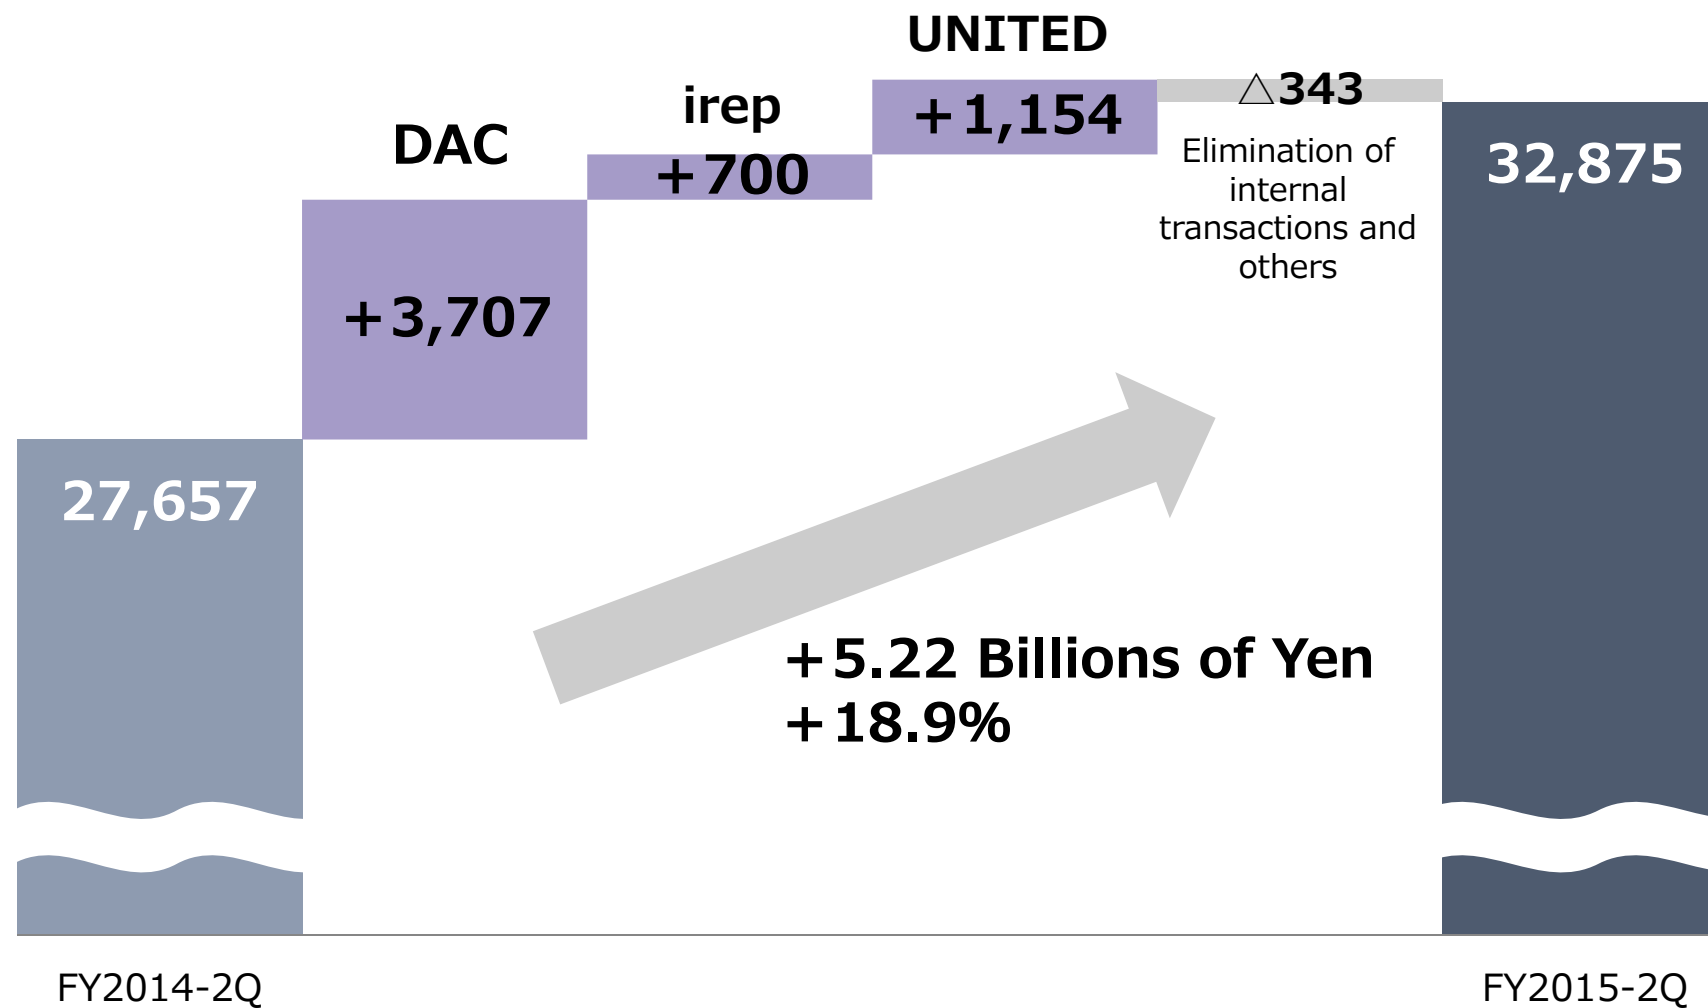 UNITED
irep
DAC
△343
+1,154
+700
Elimination of
internal
transactions and
others
32,875
+3,707
27,657
+5.22 Billions of Yen
+18.9%
FY2014-2Q
FY2015-2Q